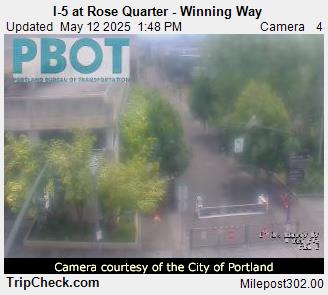 I-5 at Rose Quarter - Winning Way
Updated May 12 2025 1:48 PM Camera 4
PBOT
PORTLAND BUREAU OF TRANSPORTATION
Camera courtesy of the City of Portland
TripCheck.com Milepost302.00